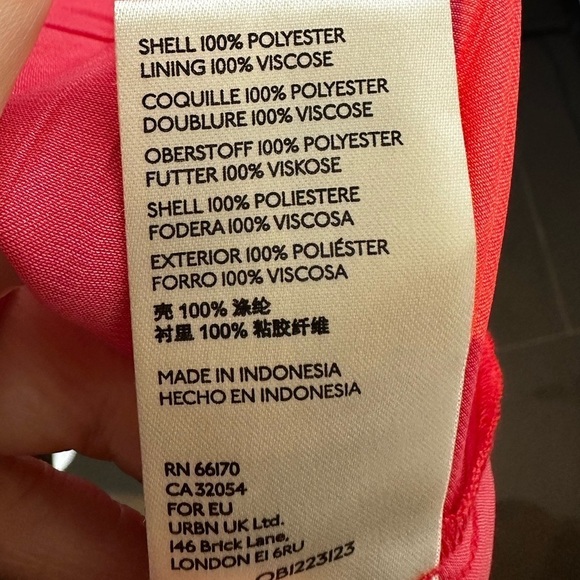 SHELL 100% POLYESTER
LINING 100% VISCOSE
COQUILLE 100% POLYESTER
DOUBLURE 100% VISCOSE
OBERSTOFF 100% POLYESTER
FUTTER 100% VISKOSE
SHELL 100% POLIESTERE
FODERA 100% VISCOSA
EXTERIOR 100% POLIÉSTER
FORRO 100% VISCOSA
壳 100% 涤纶
衬里 100% 粘胶纤维
MADE IN INDONESIA
HECHO EN INDONESIA
RN 66170
CA 32054
FOR EU
URBN UK Ltd.
146 Brick Lane,
LONDON E1 6RU
OB1223123